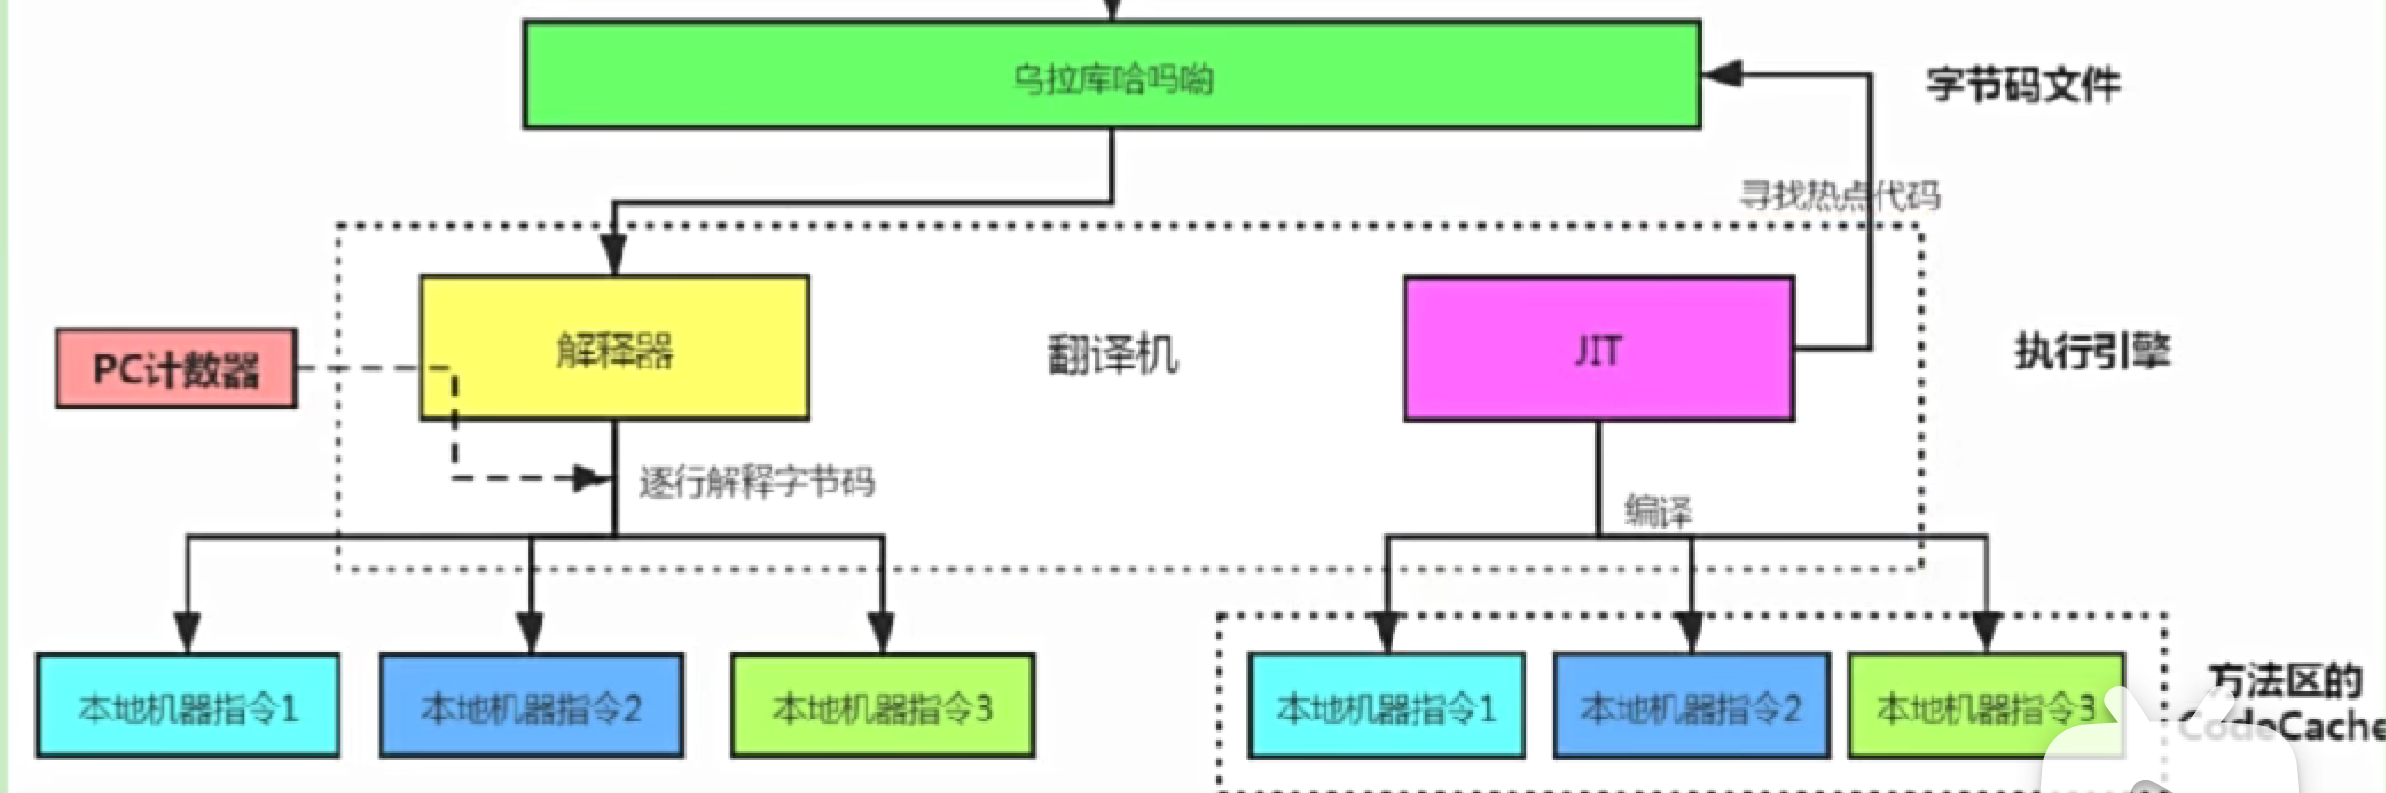 乌拉库哈吗哟
字节码文件
寻找热点代码
PC计数器
解释器
翻译机
JIT
执行引擎
逐行解释字节码
编译
本地机器指令1
本地机器指令2
本地机器指令3
本地机器指令1
本地机器指令2
本地机器指令3
方法区的
CodeCache